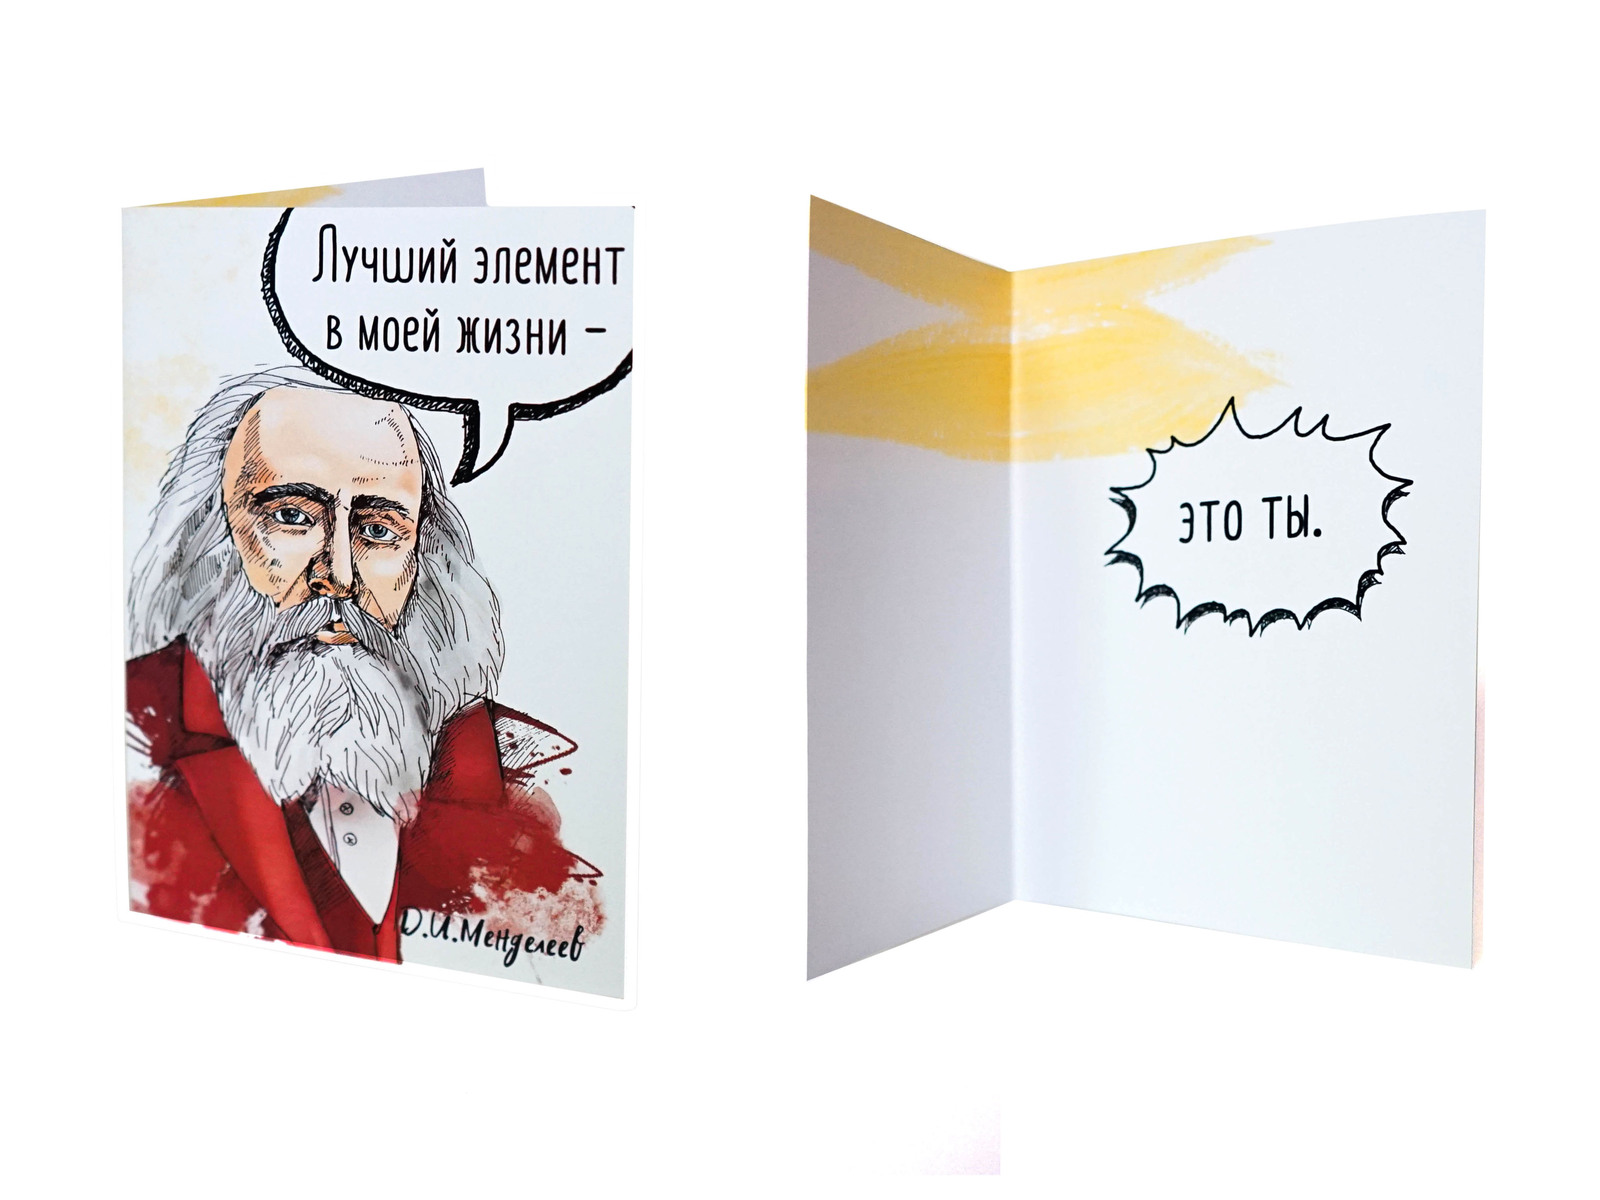 Лучший элемент
в моей жизни –
Д.И.Менделеев
это ты.